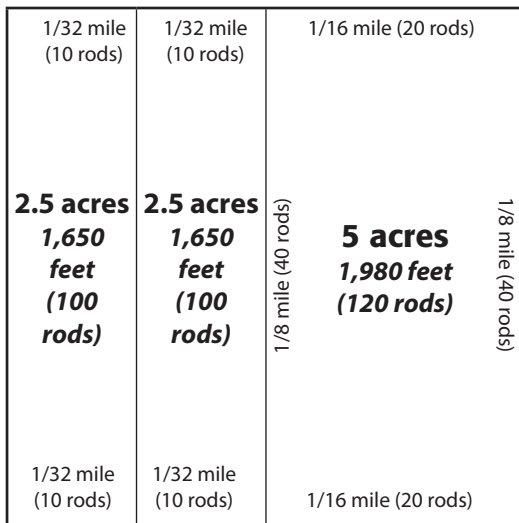 1/32 mile
(10 rods)
1/32 mile
(10 rods)
1/16 mile (20 rods)
2.5 acres
1,650
feet
(100
rods)
2.5 acres
1,650
feet
(100
rods)
1/8 mile (40 rods)
5 acres
1,980 feet
(120 rods)
1/8 mile (40 rods)
1/32 mile
(10 rods)
1/32 mile
(10 rods)
1/16 mile (20 rods)